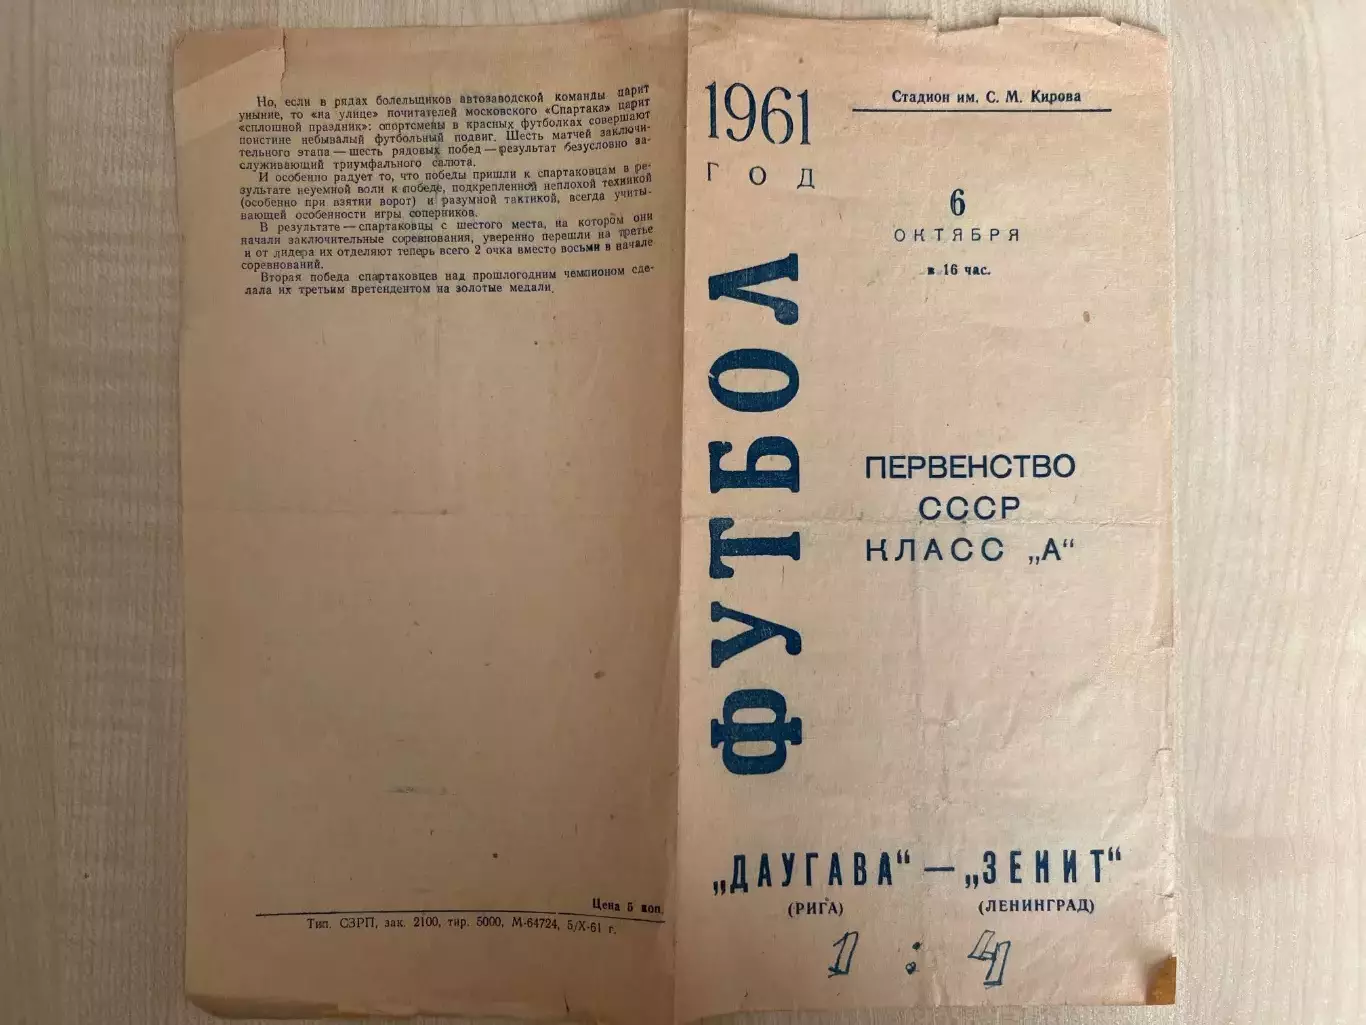 Но, если в рядах болельщиков автозаводской команды царит
уныние, то «на улице» почитателей московского «Спартака» царит
«сплошной праздник»: спортсмены в красных футболках совершают
поистине небывалый футбольный подвиг. Шесть матчей заключи-
тельного этапа — шесть рядовых побед — результат безусловно за-
служивающий триумфального салюта.
И особенно радует то, что победы пришли к спартаковцам в ре-
зультате неуемной воли к победе, подкрепленной неплохой техникой
(особенно при взятии ворот) и разумной тактикой, всегда учиты-
вающей особенности игры соперников.
В результате — спартаковцы с шестого места, на котором они
начали заключительные соревнования, уверенно перешли на третье
и от лидера их отделяют теперь всего 2 очка вместо восьми в начале
соревнований.
Вторая победа спартаковцев над прошлогодним чемпионом сде-
лала их третьим вретендентом на золотые медали.
Цена 5 коп.
Тип. СЗРП, зак. 2100, тир. 5000, М-64724, 5/X-61 г.
1961
ГОД
ФУТБОЛ
Стадион им. С. М. Кирова
6
ОКТЯБРЯ
в 16 час.
ПЕРВЕНСТВО
СССР
КЛАСС „А“
„ДАУГАВА“ — „ЗЕНИТ“
(РИГА) (ЛЕНИНГРАД)
1 : 4